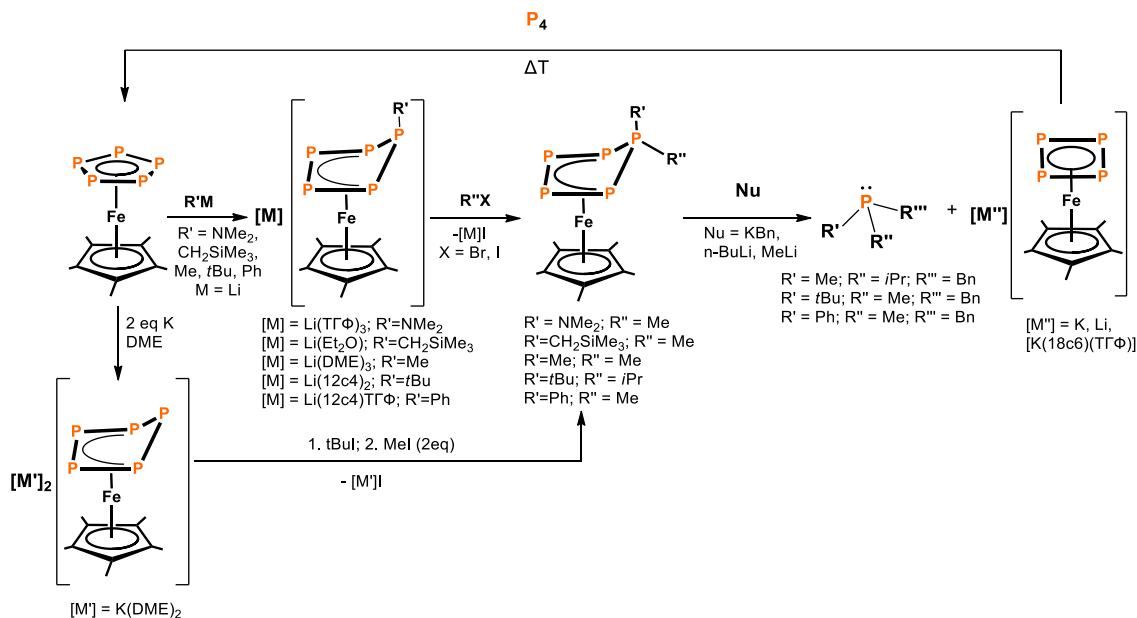 P4
ΔT
R'
P
P P P P P
P P P P
Fe
R'M
R' = NMe2,
CH2SiMe3,
Me, tBu, Ph
M = Li
[M]
Fe
R"X
-[M]I
X = Br, I
R'
P
R"
P P
P P
Fe
Nu
Nu = KBn,
n-BuLi, MeLi
P
R'
R"
R'''
+
[M"]
P P
P P
Fe
2 eq K
DME
[M] = Li(ТГФ)3; R'=NMe2
[M] = Li(Et2O); R'=CH2SiMe3
[M] = Li(DME)3; R'=Me
[M] = Li(12c4)2; R'=tBu
[M] = Li(12c4)ТГФ; R'=Ph
R' = NMe2; R" = Me
R'=CH2SiMe3; R" = Me
R'=Me; R" = Me
R'=tBu; R" = iPr
R'=Ph; R" = Me
R' = Me; R" = iPr; R''' = Bn
R' = tBu; R" = Me; R''' = Bn
R' = Ph; R" = Me; R''' = Bn
[M"] = K, Li,
[K(18c6)(ТГФ)]
[M']2
P P P
P P
Fe
1. tBuI; 2. MeI (2eq)
- [M']I
[M'] = K(DME)2